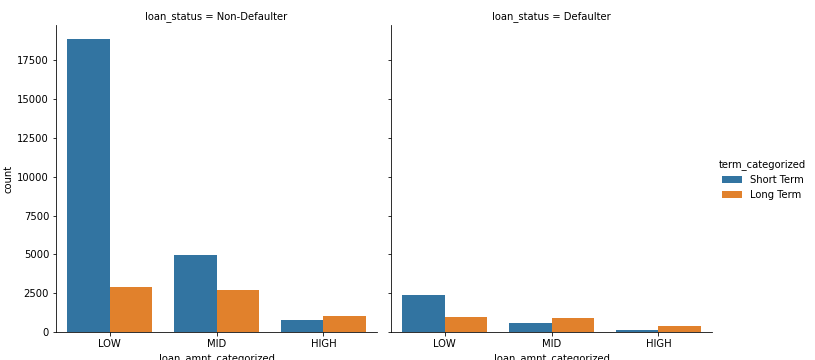 loan_status = Non-Defaulter
loan_status = Defaulter
17500
15000
12500
10000
7500
5000
2500
0
count
LOW
MID
HIGH
LOW
MID
HIGH
loan_amnt_categorized
loan_amnt_categorized
term_categorized
Short Term
Long Term